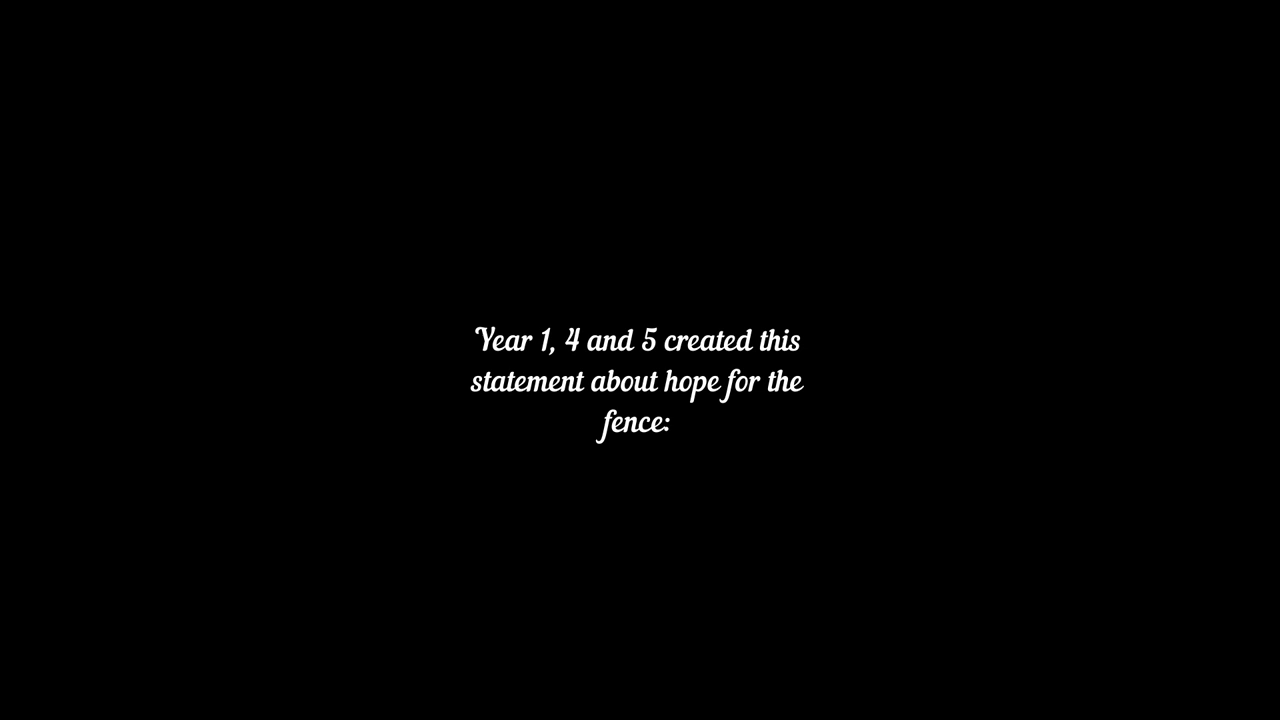 Year 1, 4 and 5 created this
statement about hope for the
fence: